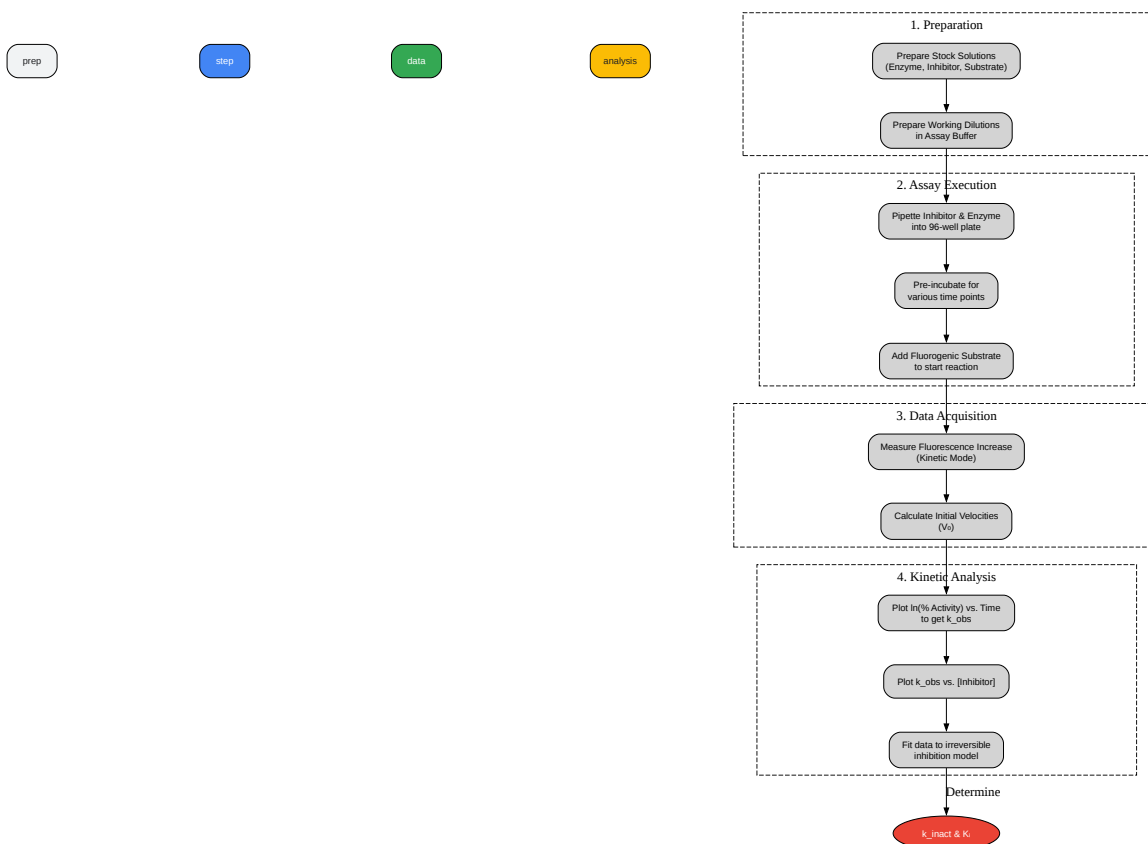 prep
step
data
analysis
1. Preparation
Prepare Stock Solutions
(Enzyme, Inhibitor, Substrate)
Prepare Working Dilutions
in Assay Buffer
2. Assay Execution
Pipette Inhibitor & Enzyme
into 96-well plate
Pre-incubate for
various time points
Add Fluorogenic Substrate
to start reaction
3. Data Acquisition
Measure Fluorescence Increase
(Kinetic Mode)
Calculate Initial Velocities
(V₀)
4. Kinetic Analysis
Plot ln(% Activity) vs. Time
to get k_obs
Plot k_obs vs. [Inhibitor]
Fit data to irreversible
inhibition model
Determine
k_inact & Kᵢ